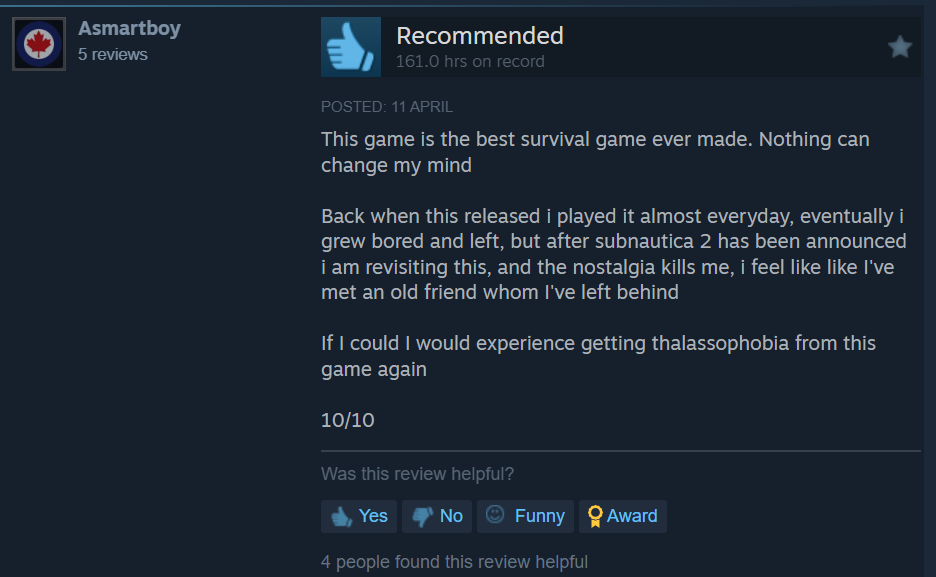 Asmartboy
5 reviews
Recommended
161.0 hrs on record
POSTED: 11 APRIL
This game is the best survival game ever made. Nothing can
change my mind
Back when this released i played it almost everyday, eventually i
grew bored and left, but after subnautica 2 has been announced
i am revisiting this, and the nostalgia kills me, i feel like like I've
met an old friend whom I've left behind
If I could I would experience getting thalassophobia from this
game again
10/10
Was this review helpful?
Yes No Funny Award
4 people found this review helpful